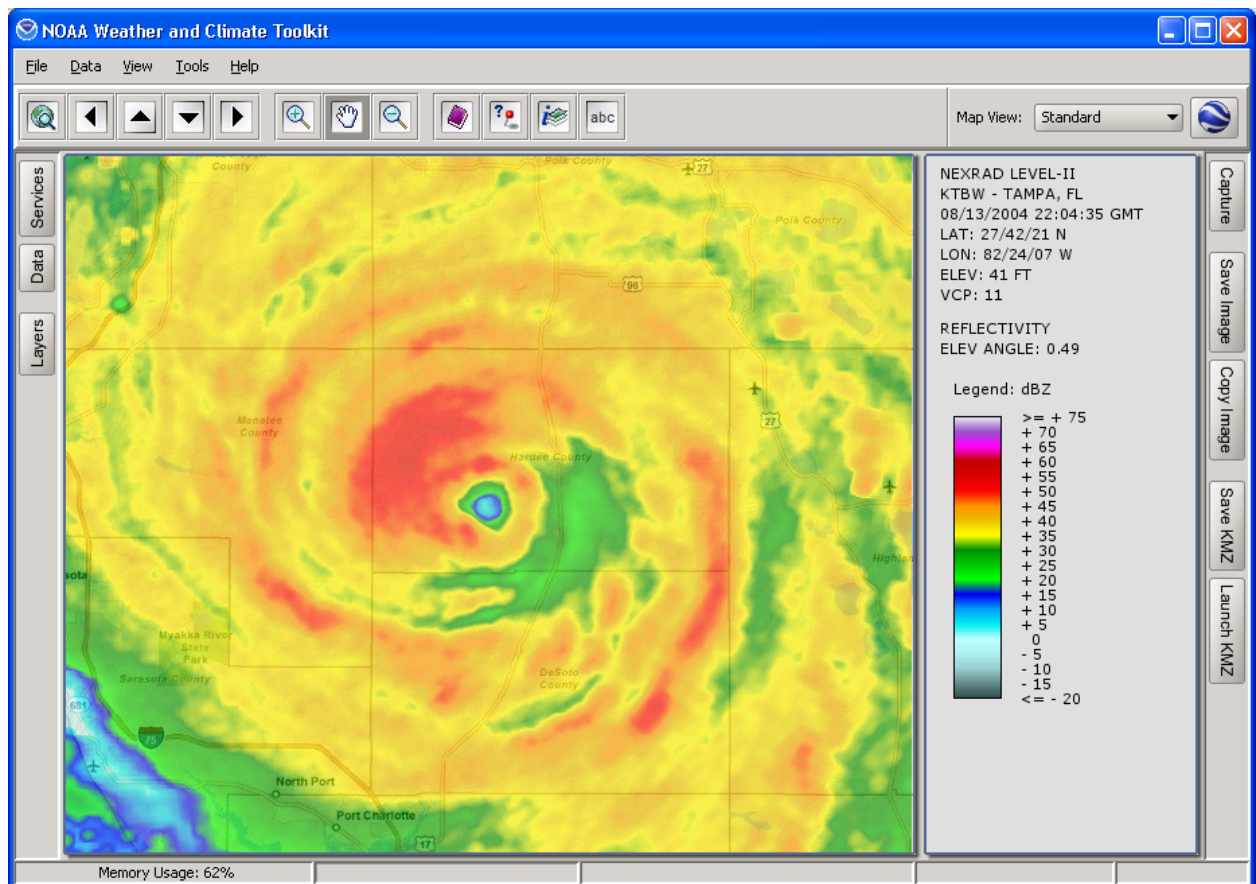 NOAA Weather and Climate Toolkit
File Data View Tools Help
abc
Map View: Standard
Services
Data
Layers
County
Polk County
27
Polk County
98
Manatee
County
27
Hardee County
Highlan
sota
Myakka River
State
Park
Sarasota County
DeSoto
County
681
75
North Port
Port Charlotte
17
NEXRAD LEVEL-II
KTBW - TAMPA, FL
08/13/2004 22:04:35 GMT
LAT: 27/42/21 N
LON: 82/24/07 W
ELEV: 41 FT
VCP: 11
REFLECTIVITY
ELEV ANGLE: 0.49
Legend: dBZ
>= + 75
+ 70
+ 65
+ 60
+ 55
+ 50
+ 45
+ 40
+ 35
+ 30
+ 25
+ 20
+ 15
+ 10
+ 5
0
- 5
- 10
- 15
<= - 20
Capture
Save Image
Copy Image
Save KMZ
Launch KMZ
Memory Usage: 62%